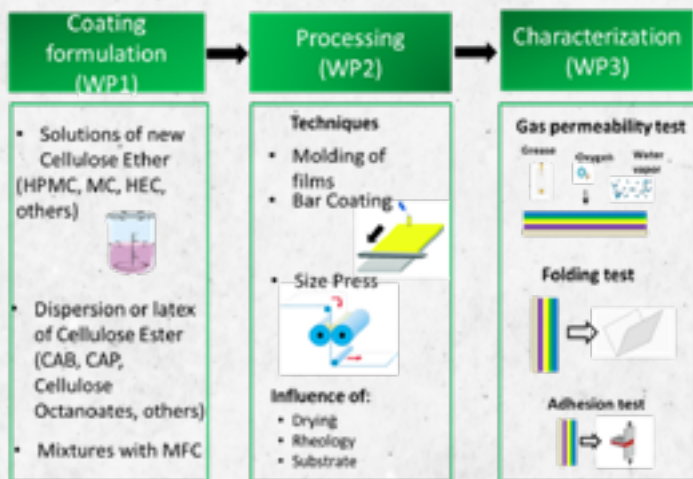 Coating
formulation
(WP1)
Processing
(WP2)
Characterization
(WP3)
• Solutions of new
Cellulose Ether
(HPMC, MC, HEC,
others)
• Dispersion or latex
of Cellulose Ester
(CAB, CAP,
Cellulose
Octanoates, others)
• Mixtures with MFC
Techniques
• Molding of
films
• Bar Coating
• Size Press
Influence of:
• Drying
• Rheology
• Substrate
Gas permeability test
Grease
Oxygen
Water
vapor
O₂
Folding test
Adhesion test